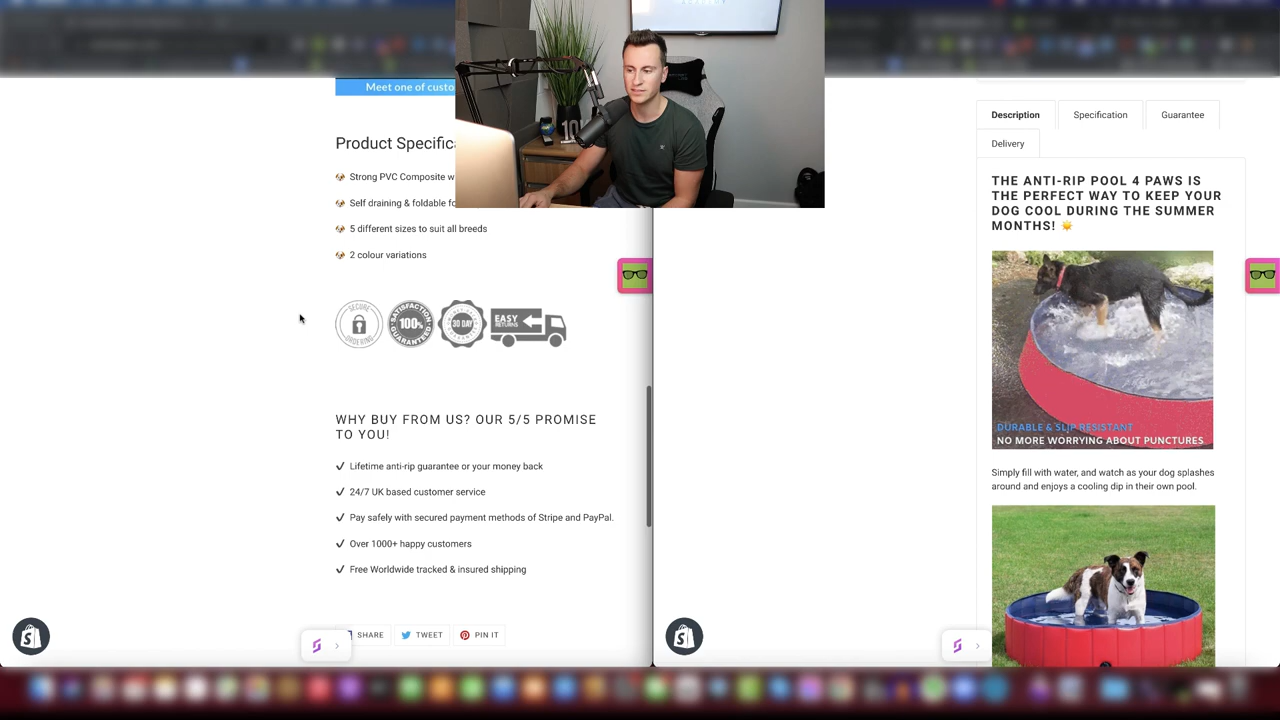 Meet one of custo
Product Specific
Strong PVC Composite w
Self draining & foldable fo
5 different sizes to suit all breeds
2 colour variations
SECURE
ORDERING
SATISFACTION
100%
GUARANTEED
30 DAY
EASY
RETURNS
WHY BUY FROM US? OUR 5/5 PROMISE
TO YOU!
Lifetime anti-rip guarantee or your money back
24/7 UK based customer service
Pay safely with secured payment methods of Stripe and PayPal.
Over 1000+ happy customers
Free Worldwide tracked & insured shipping
SHARE
TWEET
PIN IT
Description
Specification
Guarantee
Delivery
THE ANTI-RIP POOL 4 PAWS IS
THE PERFECT WAY TO KEEP YOUR
DOG COOL DURING THE SUMMER
MONTHS!
DURABLE & SLIP RESISTANT
NO MORE WORRYING ABOUT PUNCTURES
Simply fill with water, and watch as your dog splashes
around and enjoys a cooling dip in their own pool.